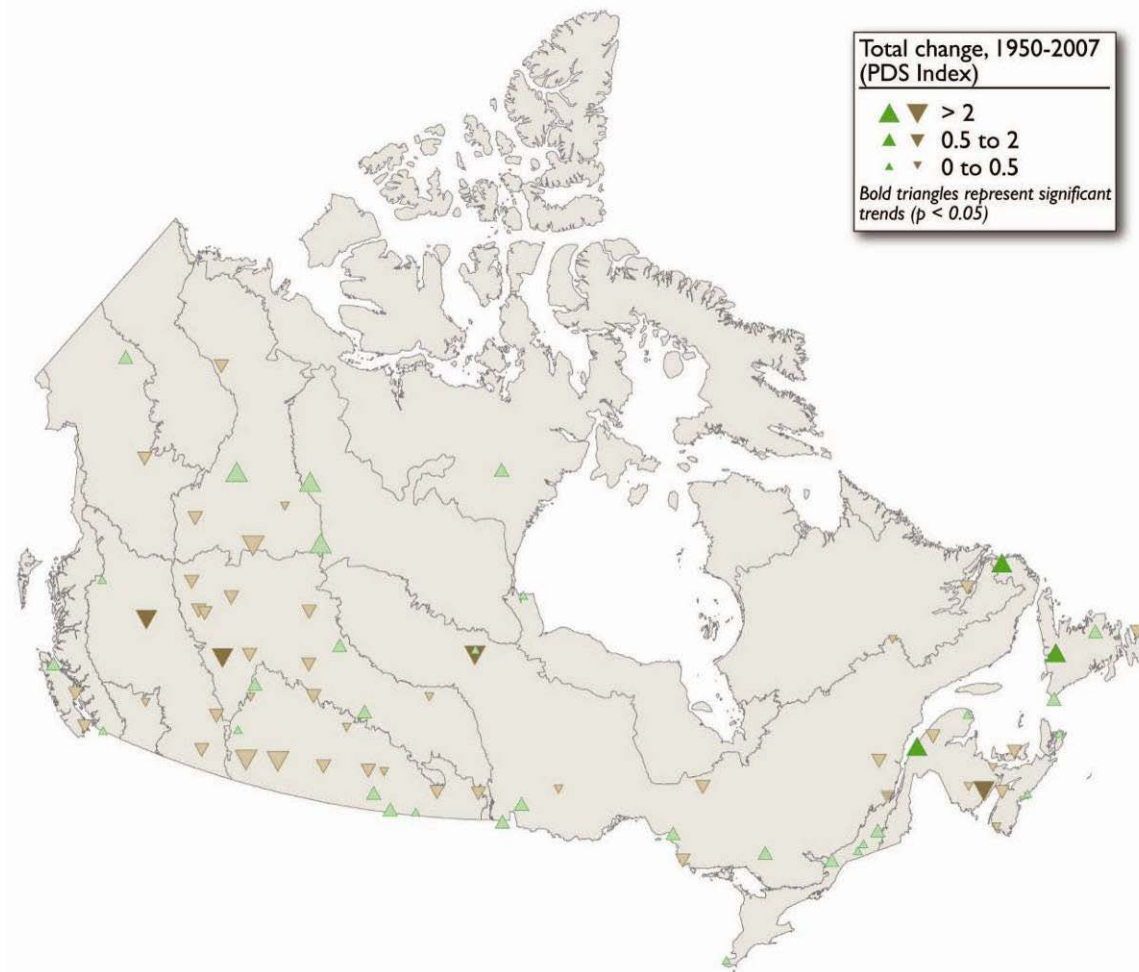 Total change, 1950-2007
(PDS Index)
> 2
0.5 to 2
0 to 0.5
Bold triangles represent significant
trends (p < 0.05)